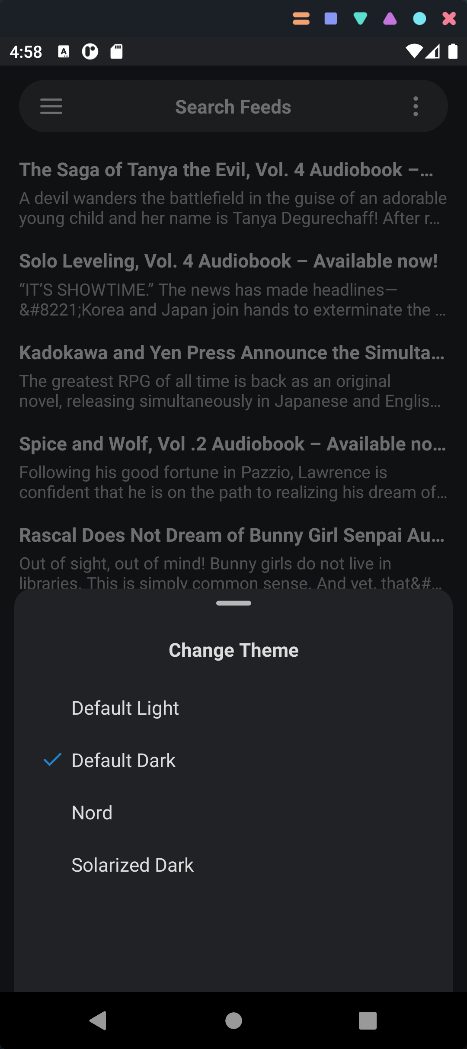 4:58
Search Feeds
The Saga of Tanya the Evil, Vol. 4 Audiobook –…
A devil wanders the battlefield in the guise of an adorable
young child and her name is Tanya Degurechaff! After r…
Solo Leveling, Vol. 4 Audiobook – Available now!
“IT’S SHOWTIME.” The news has made headlines—
&#8221;Korea and Japan join hands to exterminate the …
Kadokawa and Yen Press Announce the Simulta…
The greatest RPG of all time is back as an original
novel, releasing simultaneously in Japanese and Englis…
Spice and Wolf, Vol .2 Audiobook – Available no…
Following his good fortune in Pazzio, Lawrence is
confident that he is on the path to realizing his dream of…
Rascal Does Not Dream of Bunny Girl Senpai Au…
Out of sight, out of mind! Bunny girls do not live in
libraries. This is simply common sense. And yet, that&#…
Change Theme
Default Light
Default Dark
Nord
Solarized Dark